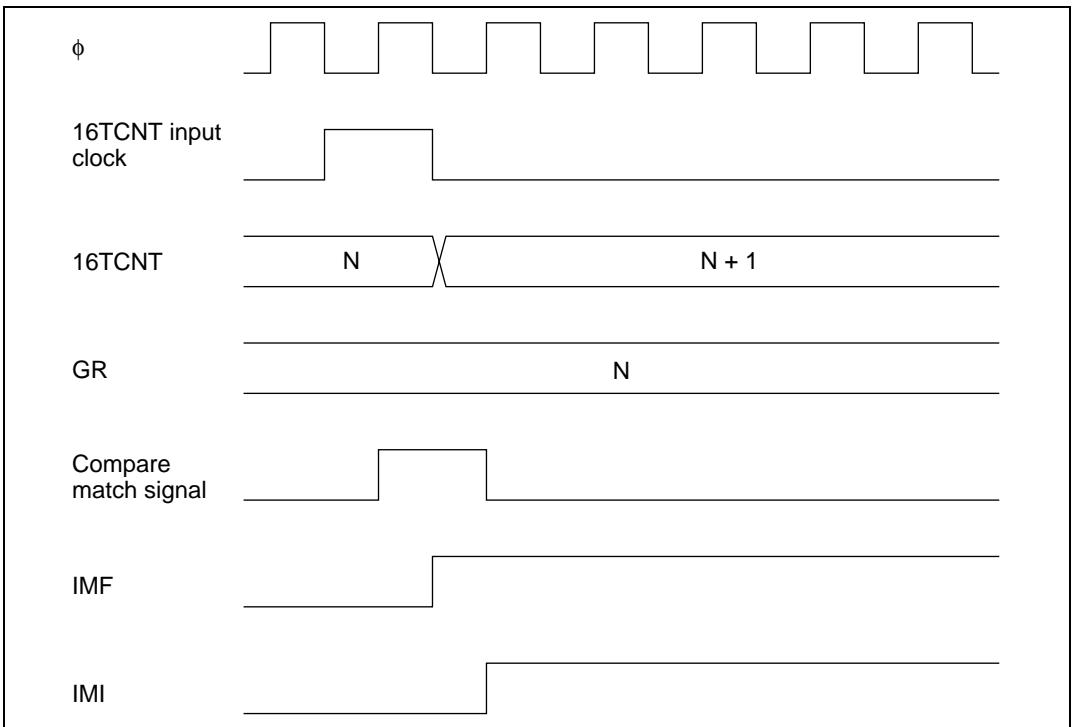 ϕ
16TCNT input
clock
16TCNT
N
N + 1
GR
N
Compare
match signal
IMF
IMI